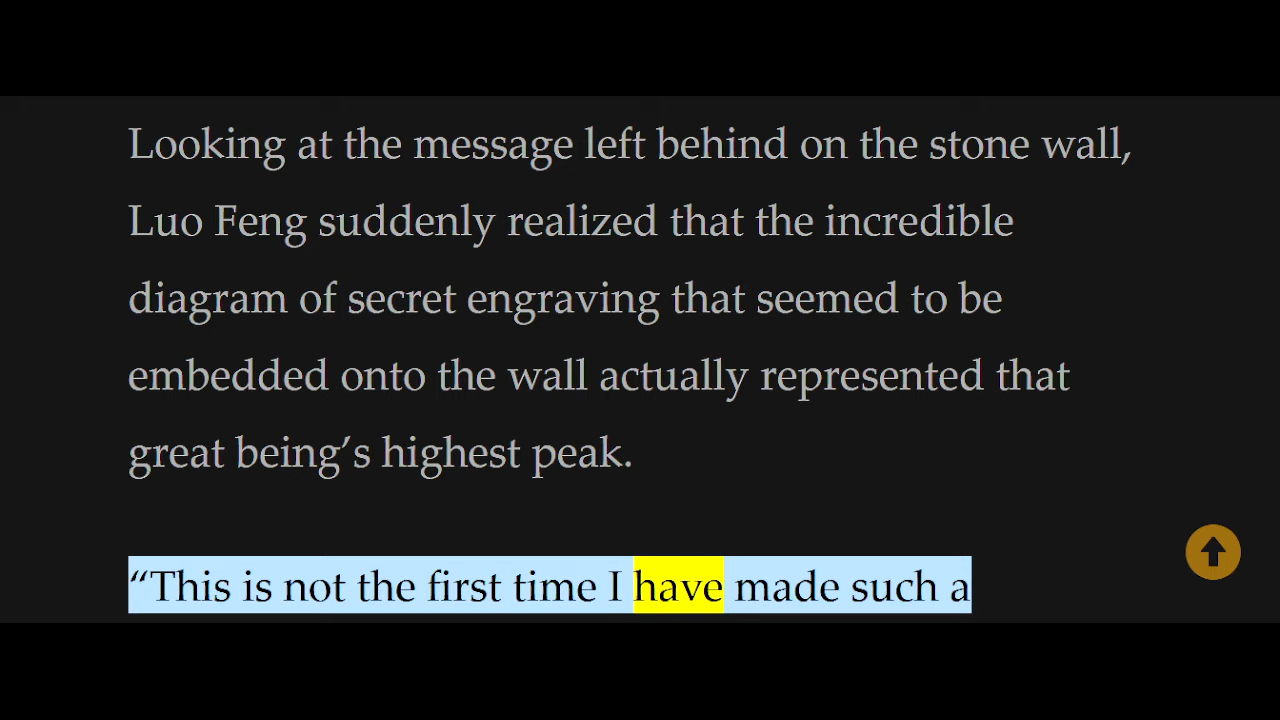 Looking at the message left behind on the stone wall,
Luo Feng suddenly realized that the incredible
diagram of secret engraving that seemed to be
embedded onto the wall actually represented that
great being’s highest peak.
“This is not the first time I have made such a